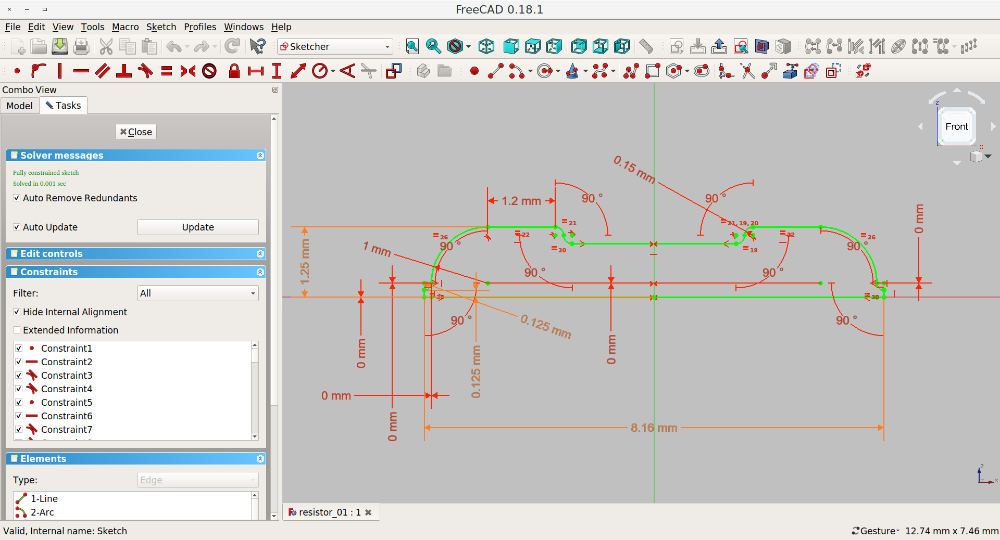 FreeCAD 0.18.1
File Edit View Tools Macro Sketch Profiles Windows Help
Sketcher
Combo View
Model
Tasks
Close
Solver messages
Fully constrained sketch
Solved in 0.001 sec
Auto Remove Redundants
Auto Update
Update
Edit controls
Constraints
Filter:
All
Hide Internal Alignment
Extended Information
Constraint1
Constraint2
Constraint3
Constraint4
Constraint5
Constraint6
Constraint7
Elements
Type:
Edge
1-Line
2-Arc
Front
z
x
0.15 mm
1.2 mm
90 °
90 °
0 mm
21
21, 19, 20
26
22
22
26
90 °
90 °
1 mm
20
19
1.25 mm
90 °
90 °
30
90 °
90 °
0.125 mm
0 mm
0.125 mm
0 mm
0 mm
0 mm
8.16 mm
z
Y
x
resistor_01 : 1
Valid, Internal name: Sketch
Gesture
12.74 mm x 7.46 mm